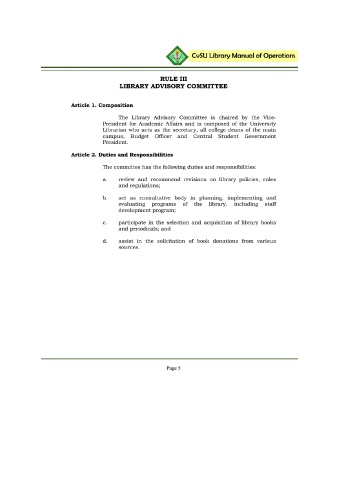 CvSU Library Manual of Operations
RULE III
LIBRARY ADVISORY COMMITTEE
Article 1. Composition
The Library Advisory Committee is chaired by the Vice-
President for Academic Affairs and is composed of the University
Librarian who acts as the secretary, all college deans of the main
campus, Budget Officer and Central Student Government
President.
Article 2. Duties and Responsibilities
The committee has the following duties and responsibilities:
a. review and recommend revisions on library policies, rules
and regulations;
b. act as consultative body in planning, implementing and
evaluating programs of the library, including staff
development program;
c. participate in the selection and acquisition of library books
and periodicals; and
d. assist in the solicitation of book donations from various
sources.
Page 5